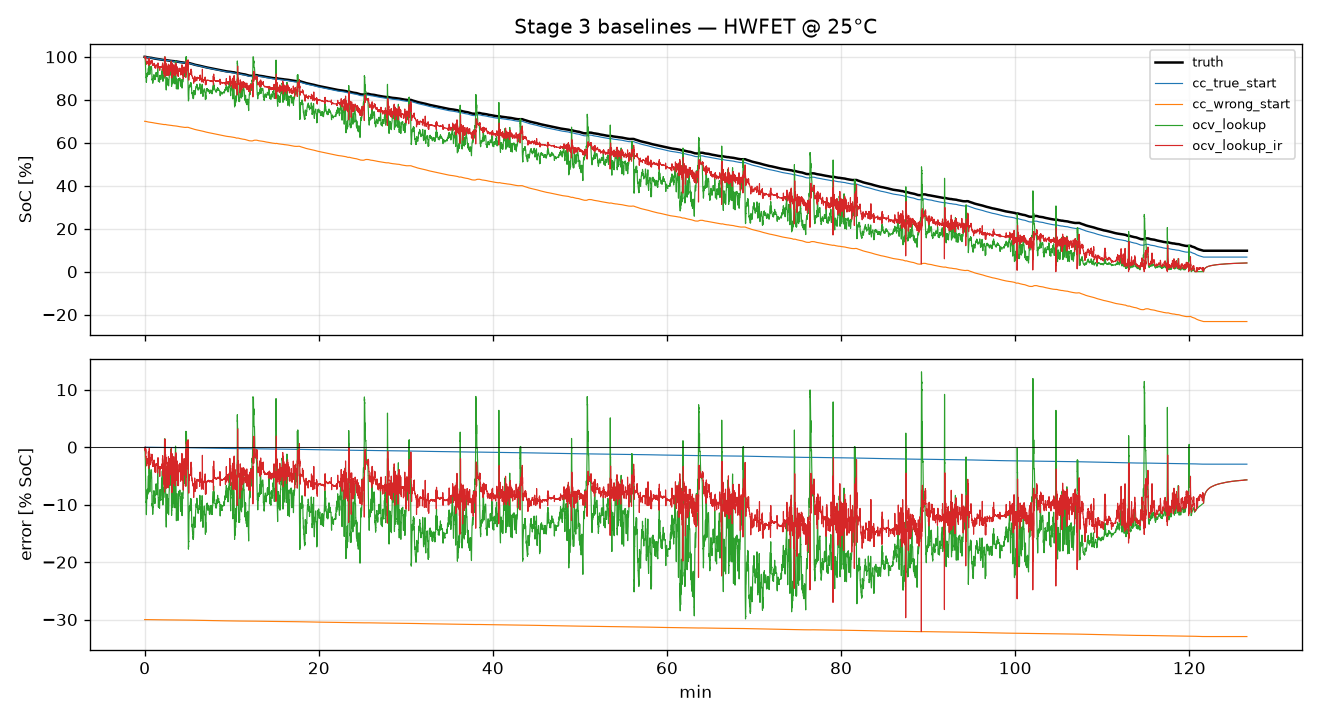 Stage 3 baselines — HWFET @ 25°C
SoC [%]
100
80
60
40
20
0
−20
truth
cc_true_start
cc_wrong_start
ocv_lookup
ocv_lookup_ir
error [% SoC]
10
0
−10
−20
−30
0 20 40 60 80 100 120
min